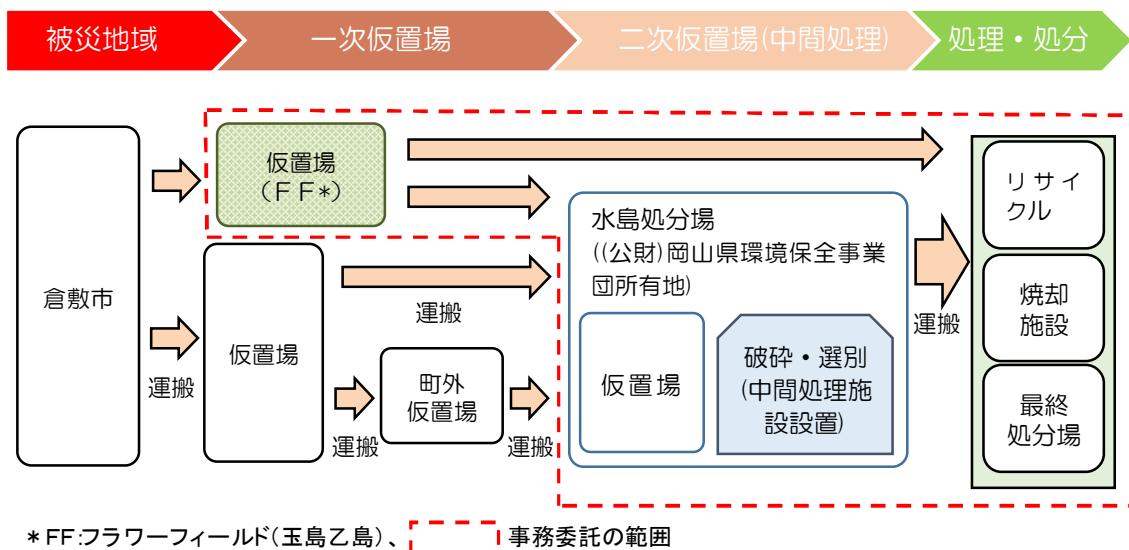 被災地域
一次仮置場
二次仮置場(中間処理)
処理・処分
倉敷市
仮置場
(FF*)
運搬
仮置場
運搬
運搬
町外
仮置場
運搬
水島処分場
((公財)岡山県環境保全事業
団所有地)
仮置場
破砕・選別
(中間処理施
設設置)
運搬
リサイ
クル
焼却
施設
最終
処分場
*FF:フラワーフィールド(玉島乙島)、
事務委託の範囲